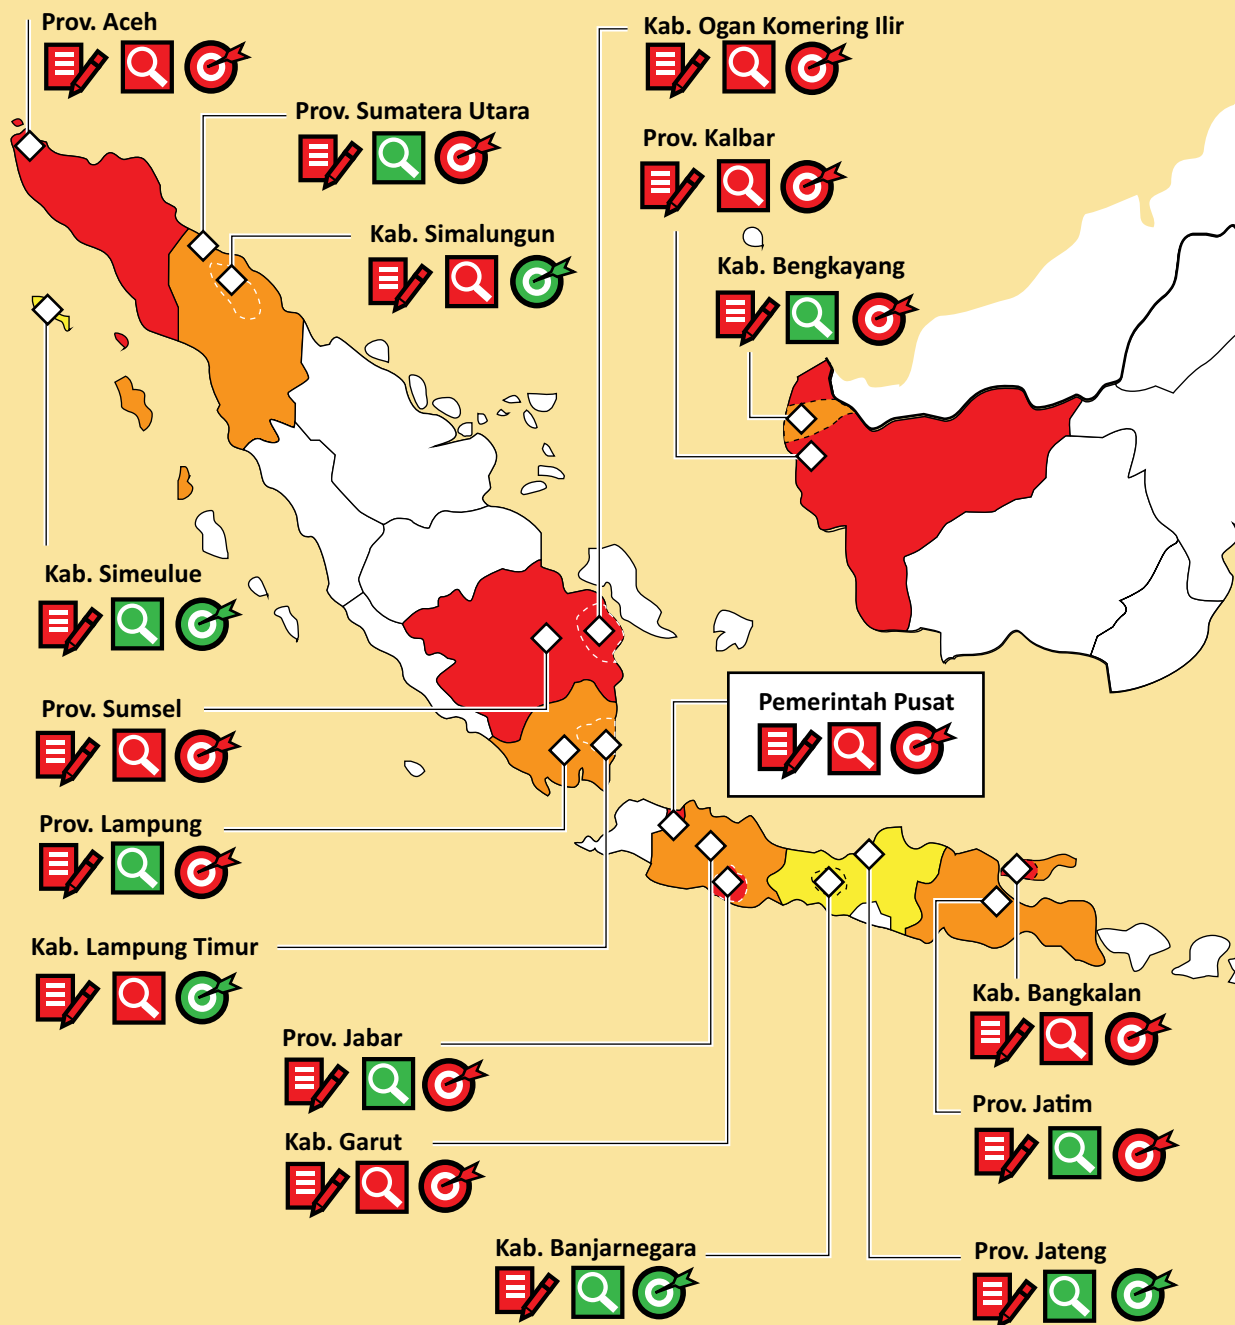 Prov. Aceh
Kab. Ogan Komering Ilir
Prov. Sumatera Utara
Prov. Kalbar
Kab. Simalungun
Kab. Bengkayang
Kab. Simeulue
Prov. Sumsel
Pemerintah Pusat
Prov. Lampung
Kab. Lampung Timur
Kab. Bangkalan
Prov. Jabar
Prov. Jatim
Kab. Garut
Kab. Banjarnegara
Prov. Jateng